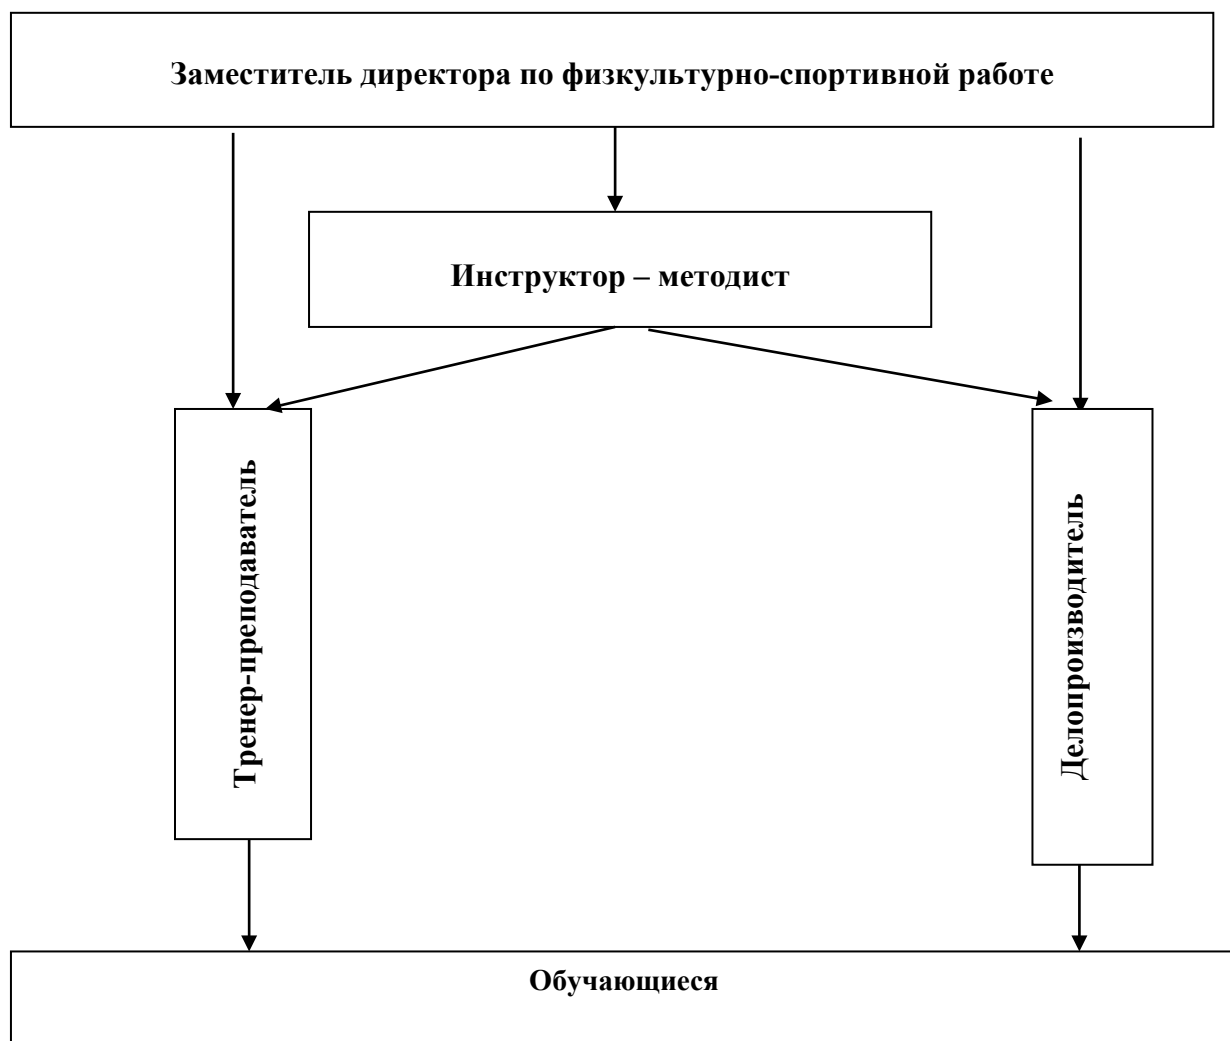 Заместитель директора по физкультурно-спортивной работе
Инструктор – методист
Тренер-преподаватель
Делопроизводитель
Обучающиеся